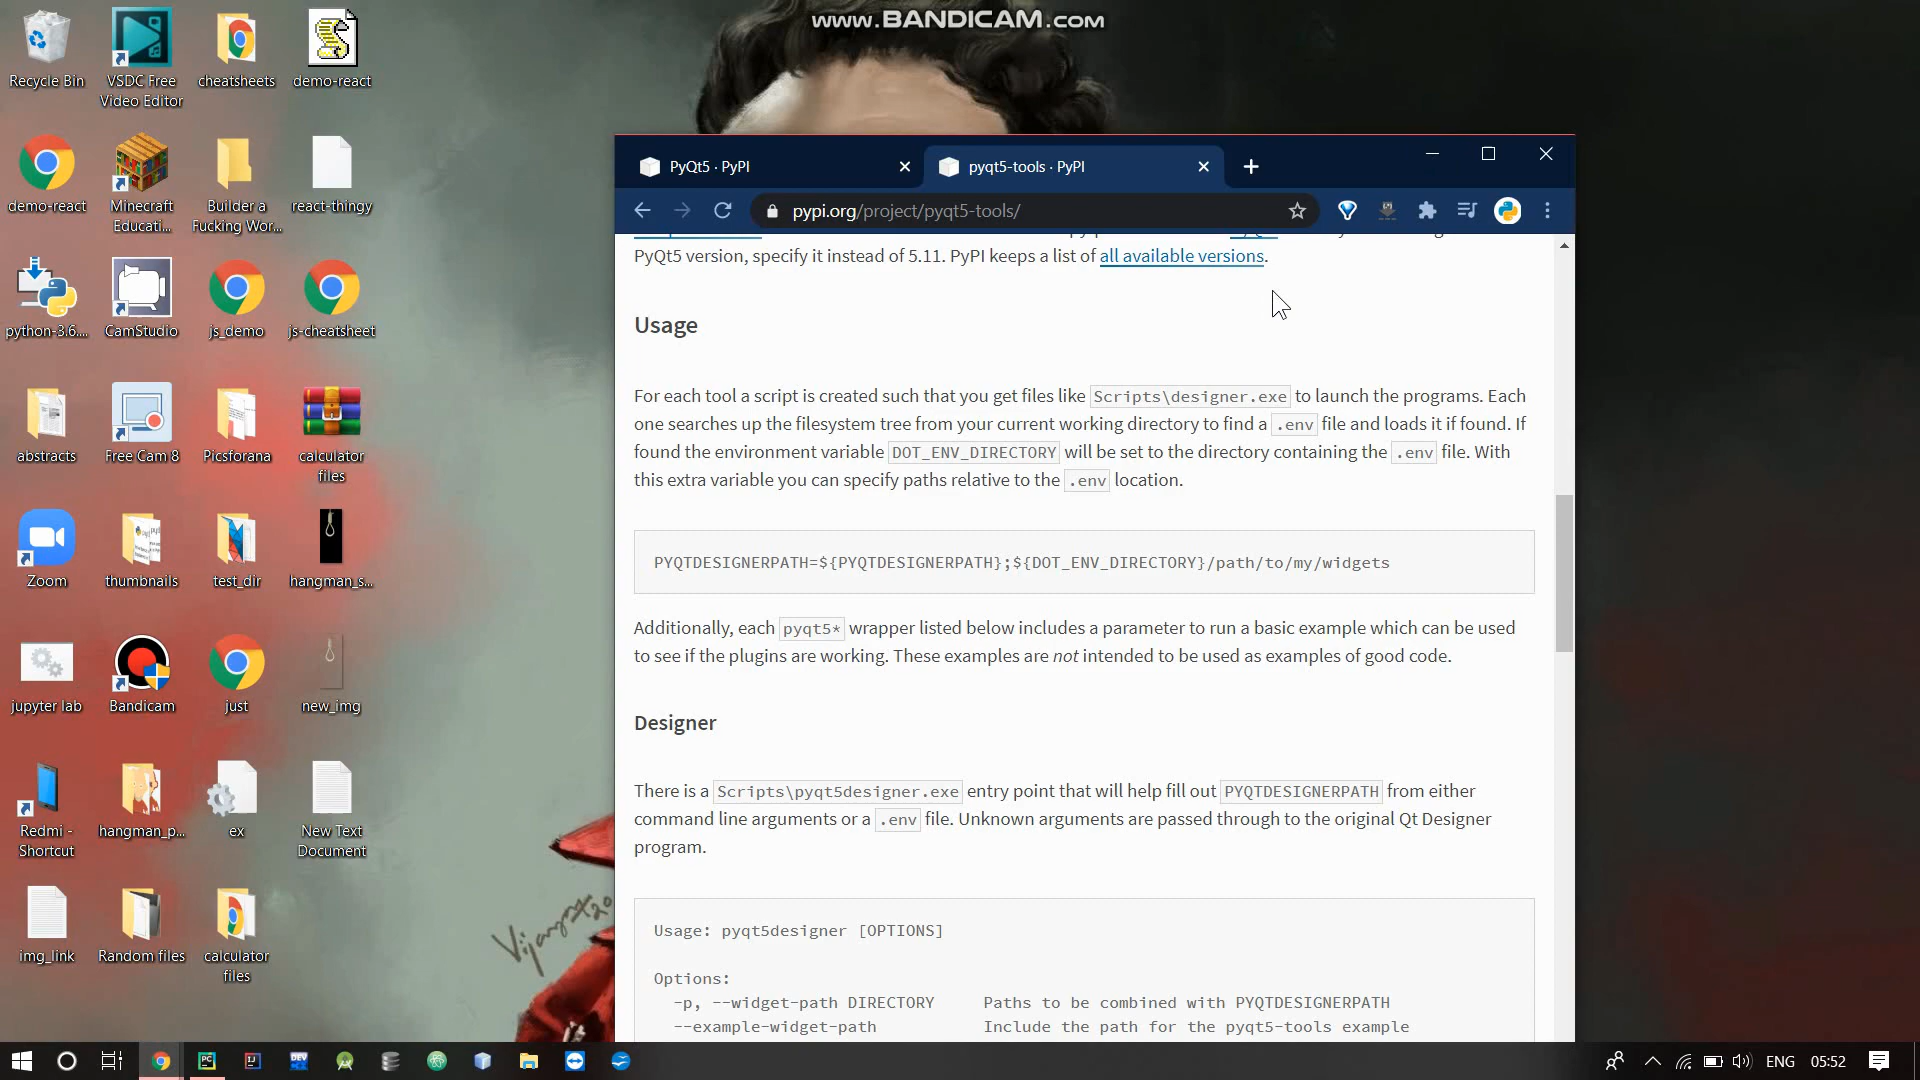 www.BANDICAM.com
Recycle Bin
VSDC Free
Video Editor
cheatsheets
demo-react
demo-react
Minecraft
Educati...
Builder a
Fucking Wor...
react-thingy
python-3.6....
CamStudio
js_demo
js-cheatsheet
abstracts
Free Cam 8
Picsforana
calculator
files
Zoom
thumbnails
test_dir
hangman_s...
jupyter lab
Bandicam
just
new_img
Redmi -
Shortcut
hangman_p...
ex
New Text
Document
img_link
Random files
calculator
files
PyQt5 · PyPI
pyqt5-tools · PyPI
pypi.org/project/pyqt5-tools/
PyQt5 version, specify it instead of 5.11. PyPI keeps a list of all available versions.
Usage
For each tool a script is created such that you get files like Scripts\designer.exe to launch the programs. Each
one searches up the filesystem tree from your current working directory to find a .env file and loads it if found. If
found the environment variable DOT_ENV_DIRECTORY will be set to the directory containing the .env file. With
this extra variable you can specify paths relative to the .env location.
PYQTDESIGNERPATH=${PYQTDESIGNERPATH};${DOT_ENV_DIRECTORY}/path/to/my/widgets
Additionally, each pyqt5* wrapper listed below includes a parameter to run a basic example which can be used
to see if the plugins are working. These examples are not intended to be used as examples of good code.
Designer
There is a Scripts\pyqt5designer.exe entry point that will help fill out PYQTDESIGNERPATH from either
command line arguments or a .env file. Unknown arguments are passed through to the original Qt Designer
program.
Usage: pyqt5designer [OPTIONS]
Options:
-p, --widget-path DIRECTORY Paths to be combined with PYQTDESIGNERPATH
--example-widget-path Include the path for the pyqt5-tools example
ENG
05:52